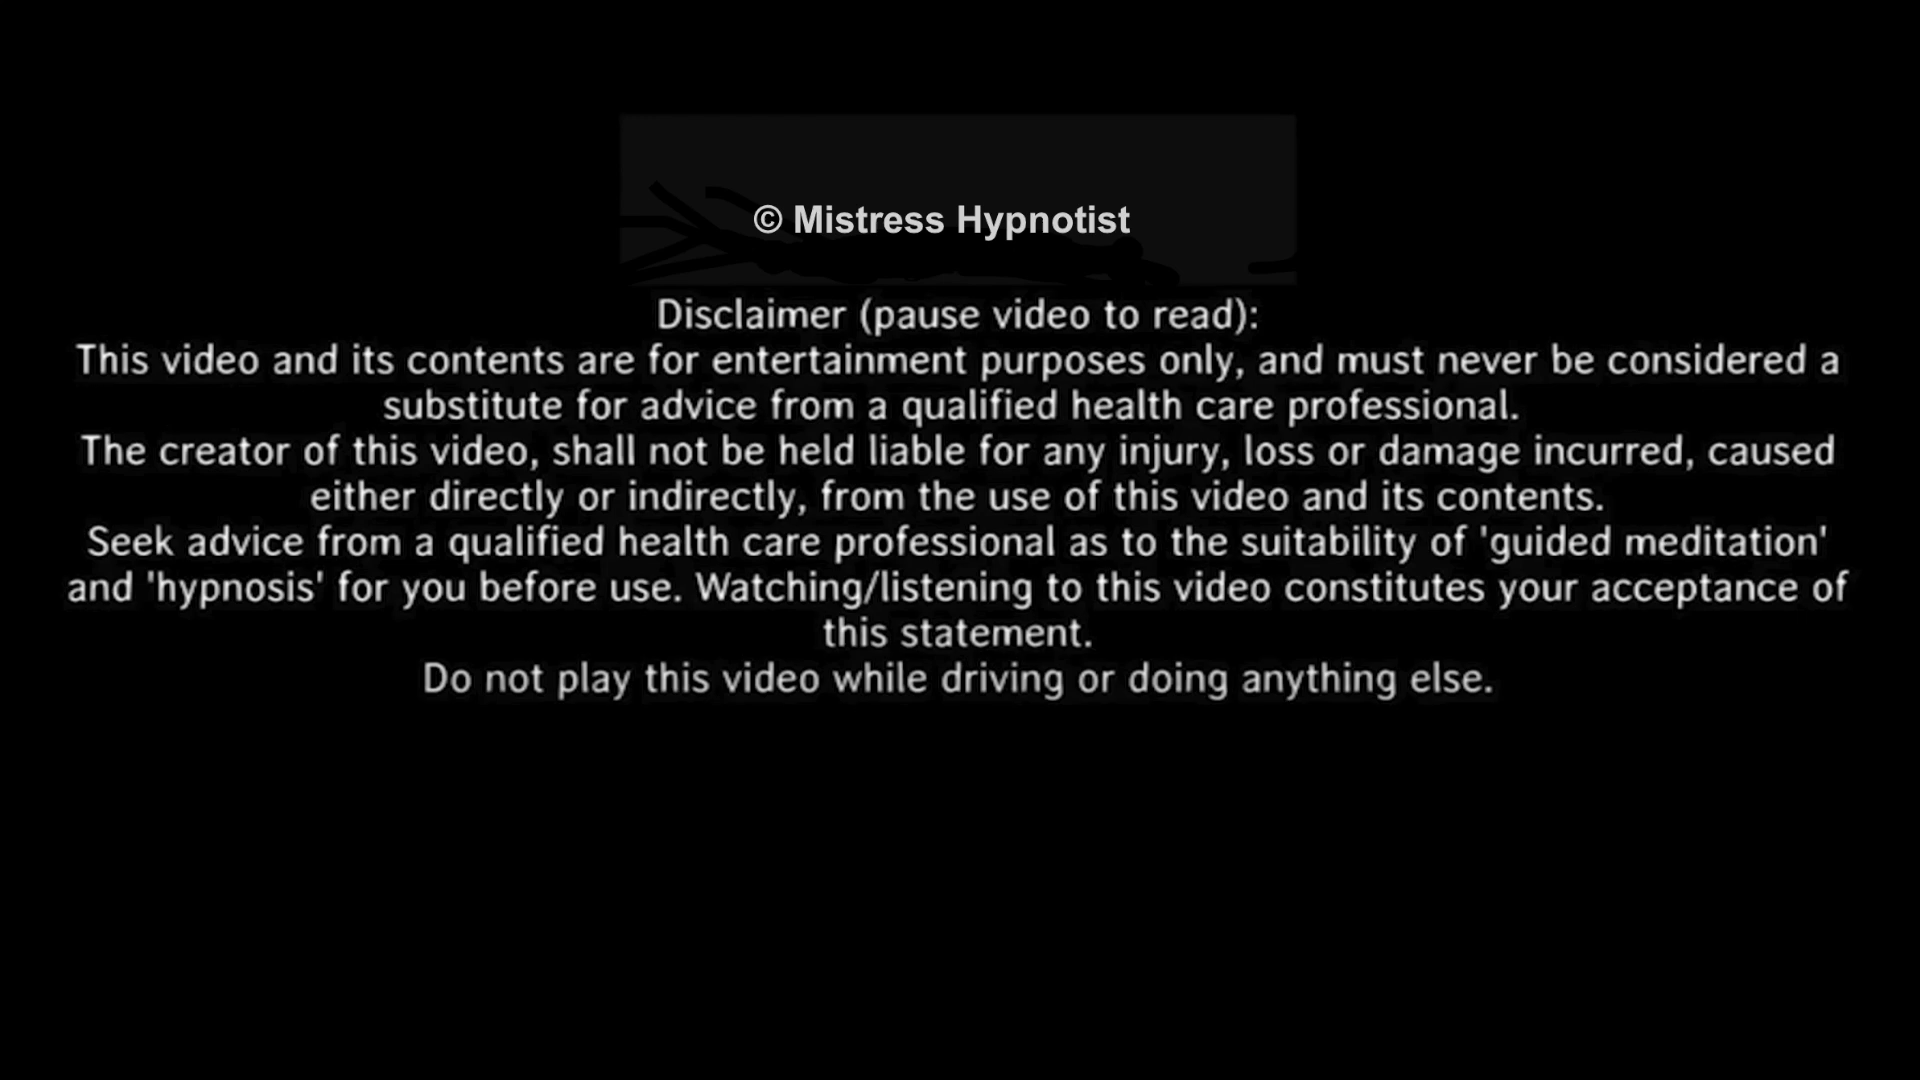 © Mistress Hypnotist
Disclaimer (pause video to read):
This video and its contents are for entertainment purposes only, and must never be considered a
substitute for advice from a qualified health care professional.
The creator of this video, shall not be held liable for any injury, loss or damage incurred, caused
either directly or indirectly, from the use of this video and its contents.
Seek advice from a qualified health care professional as to the suitability of 'guided meditation'
and 'hypnosis' for you before use. Watching/listening to this video constitutes your acceptance of
this statement.
Do not play this video while driving or doing anything else.